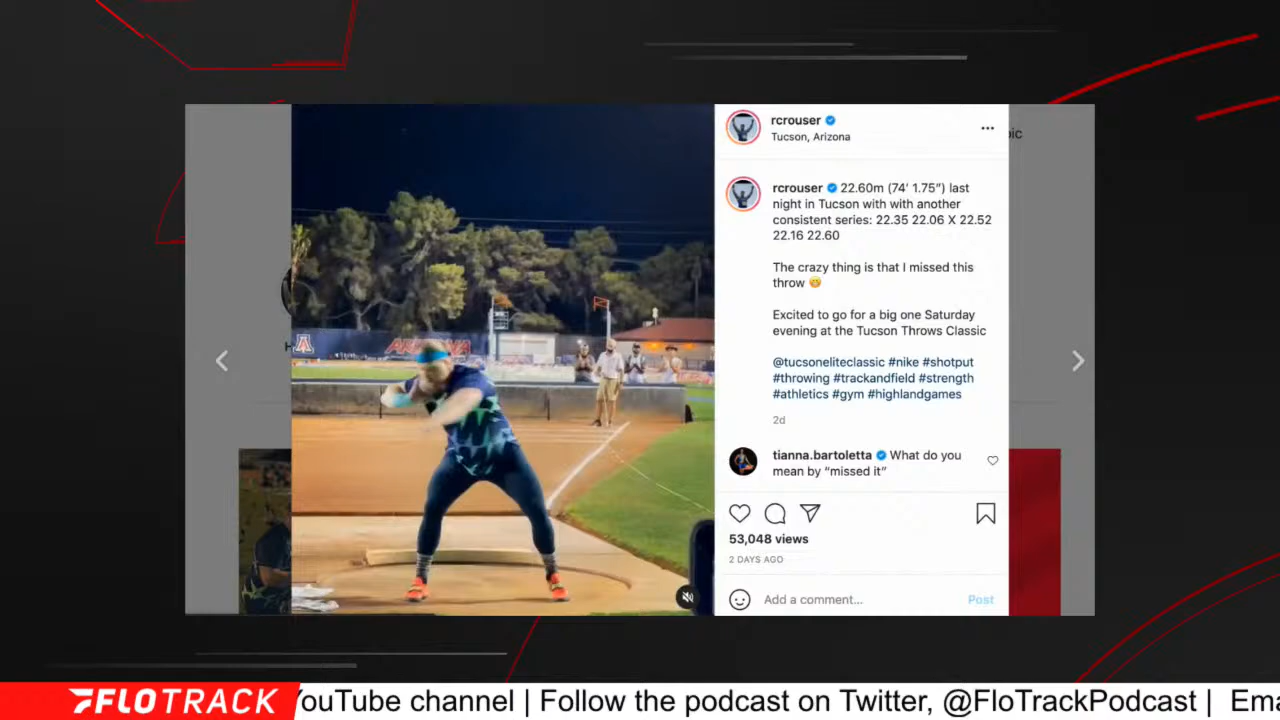 rcrouser
Tucson, Arizona
rcrouser 22.60m (74' 1.75") last
night in Tucson with with another
consistent series: 22.35 22.06 X 22.52
22.16 22.60
The crazy thing is that I missed this
throw
Excited to go for a big one Saturday
evening at the Tucson Throws Classic
@tucsoneliteclassic #nike #shotput
#throwing #trackandfield #strength
#athletics #gym #highlandgames
2d
tianna.bartoletta What do you
mean by "missed it"
53,048 views
2 DAYS AGO
Add a comment... Post
A
ARIZONA
FLOTRACK
YouTube channel | Follow the podcast on Twitter, @FloTrackPodcast | Ema